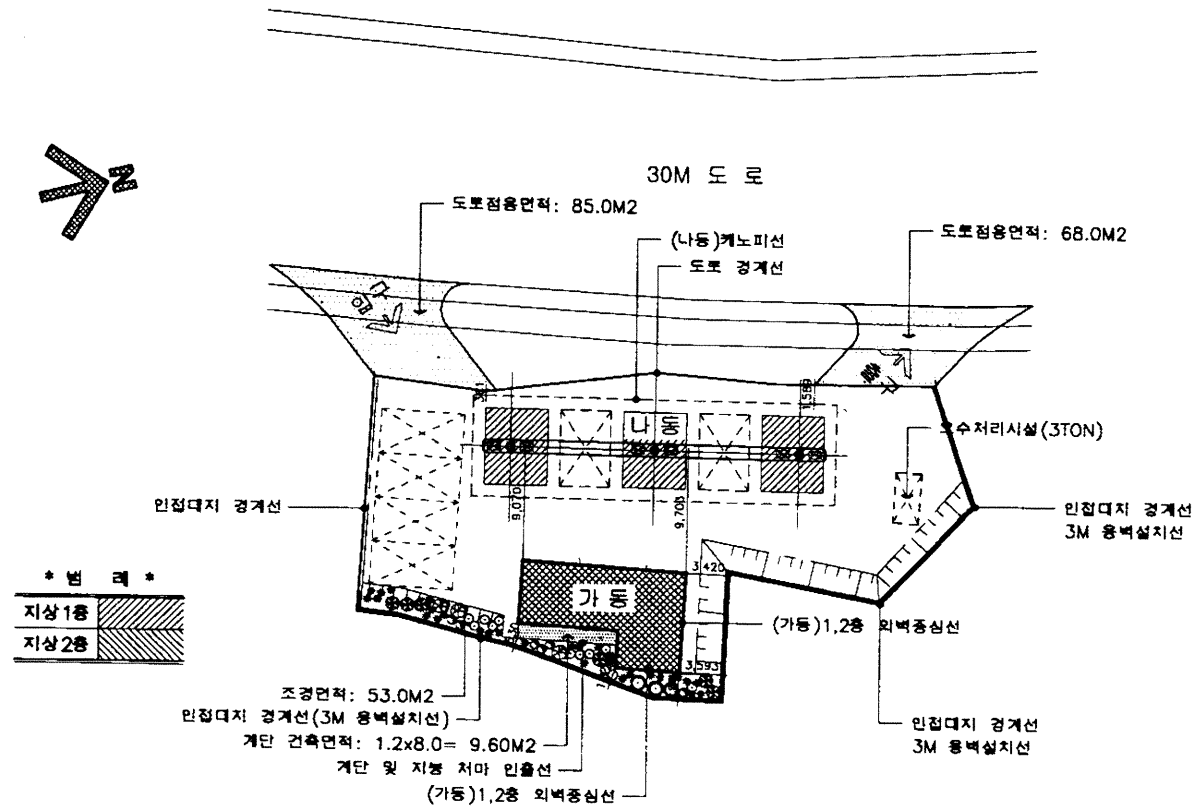 N
30M 도 로
도로점용면적: 85.0M2
(나동)캐노피선
도로점용면적: 68.0M2
도로 경계선
1,589
나 동
오수처리시설(3TON)
인접대지 경계선
9,070
9,703
인접대지 경계선
3M 옹벽설치선
* 범 례 *
지상1층
지상2층
3,420
가 동
(가동)1,2층 외벽중심선
3,593
조경면적: 53.0M2
인접대지 경계선(3M 옹벽설치선)
계단 건축면적: 1.2x8.0= 9.60M2
계단 및 지붕 처마 인출선
(가동)1,2층 외벽중심선
인접대지 경계선
3M 옹벽설치선